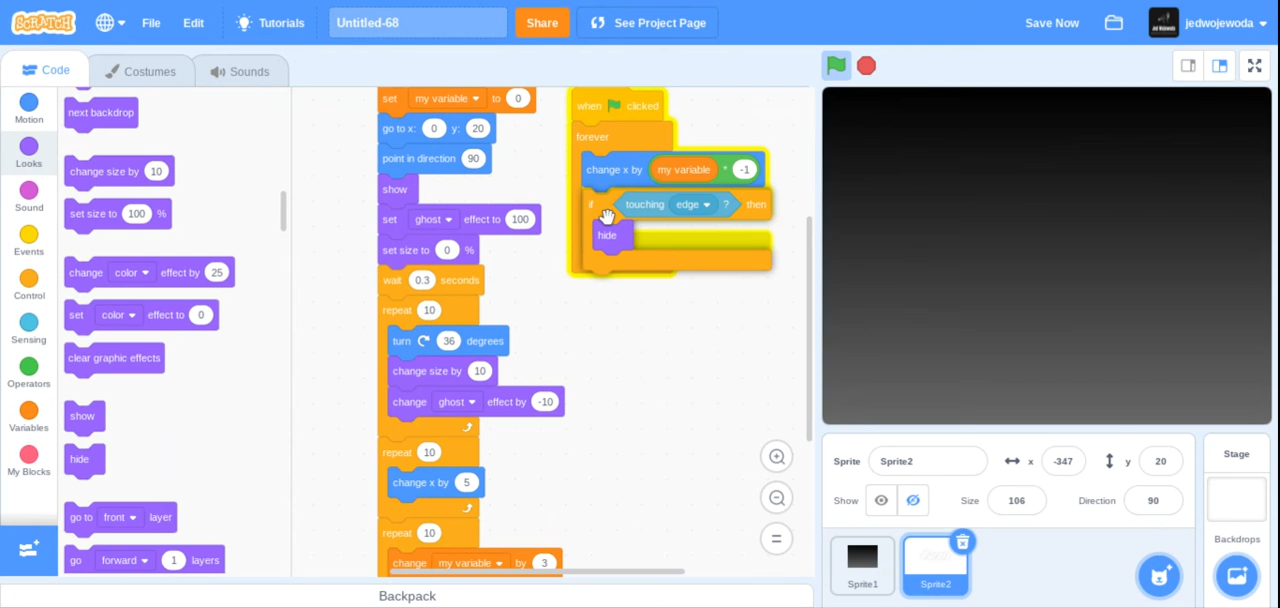 SCRATCH File Edit Tutorials Untitled-68 Share See Project Page Save Now jedwojewoda
Code Costumes Sounds
Motion
Looks
Sound
Events
Control
Sensing
Operators
Variables
My Blocks
next backdrop
change size by 10
set size to 100 %
change color effect by 25
set color effect to 0
clear graphic effects
show
hide
go to front layer
go forward 1 layers
set my variable to 0
go to x: 0 y: 20
point in direction 90
show
set ghost effect to 100
set size to 0 %
wait 0.3 seconds
repeat 10
turn 36 degrees
change size by 10
change ghost effect by -10
repeat 10
change x by 5
repeat 10
change my variable by 3
when clicked
forever
change x by my variable * -1
if touching edge ? then
hide
Sprite Sprite2 x -347 y 20
Show Size 106 Direction 90
Sprite1 Sprite2
Stage
Backdrops
Backpack